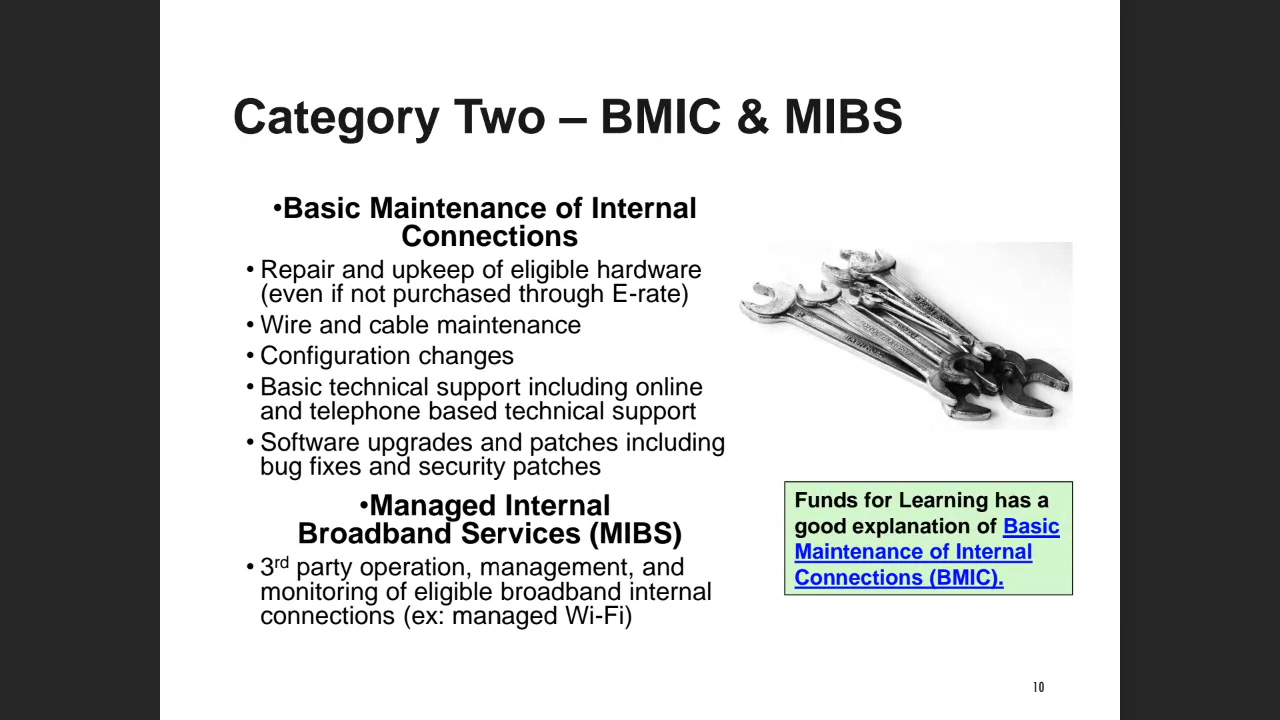 Category Two – BMIC & MIBS
•Basic Maintenance of Internal
Connections
• Repair and upkeep of eligible hardware
(even if not purchased through E-rate)
• Wire and cable maintenance
• Configuration changes
• Basic technical support including online
and telephone based technical support
• Software upgrades and patches including
bug fixes and security patches
•Managed Internal
Broadband Services (MIBS)
• 3rd party operation, management, and
monitoring of eligible broadband internal
connections (ex: managed Wi-Fi)
Funds for Learning has a
good explanation of Basic
Maintenance of Internal
Connections (BMIC).
10